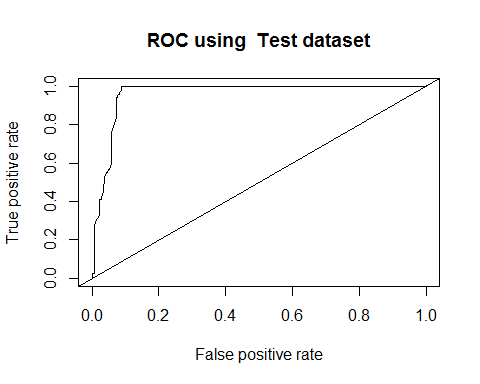 ROC using  Test dataset
True positive rate
1.0
0.8
0.6
0.4
0.2
0.0
0.0 0.2 0.4 0.6 0.8 1.0
False positive rate